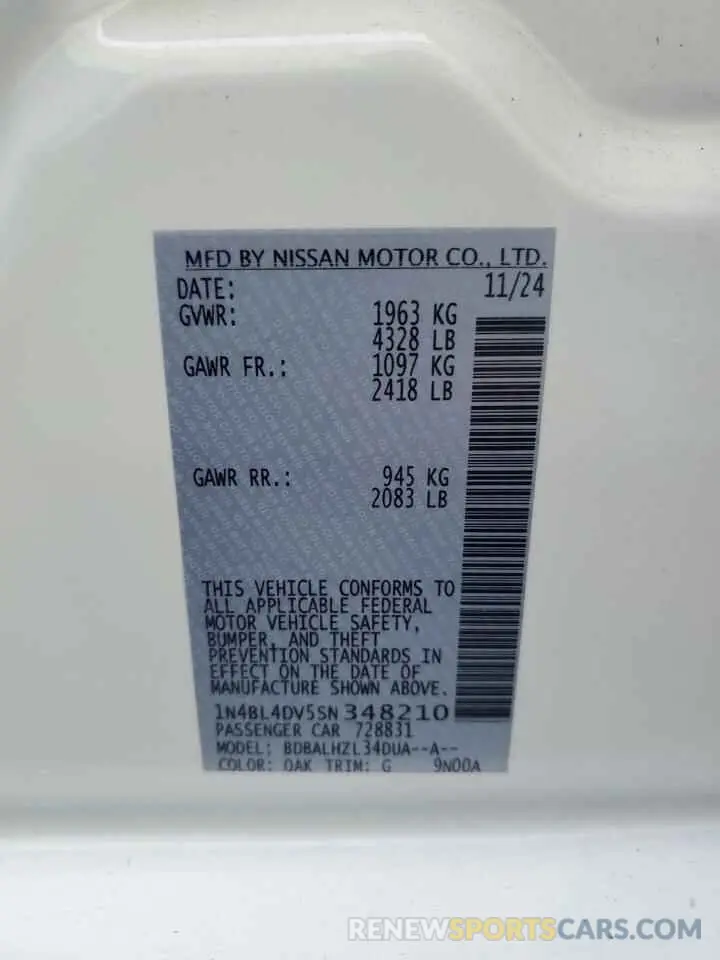 MFD BY NISSAN MOTOR CO., LTD.
DATE: 11/24
GVWR: 1963 KG
4328 LB
GAWR FR.: 1097 KG
2418 LB
GAWR RR.: 945 KG
2083 LB
THIS VEHICLE CONFORMS TO
ALL APPLICABLE FEDERAL
MOTOR VEHICLE SAFETY,
BUMPER, AND THEFT
PREVENTION STANDARDS IN
EFFECT ON THE DATE OF
MANUFACTURE SHOWN ABOVE.
1N4BL4DV5SN348210
PASSENGER CAR 728831
MODEL: BDBALHZL34DUA--A--
COLOR: QAK TRIM: G 9N00A
RENEWSPORTSCARS.COM